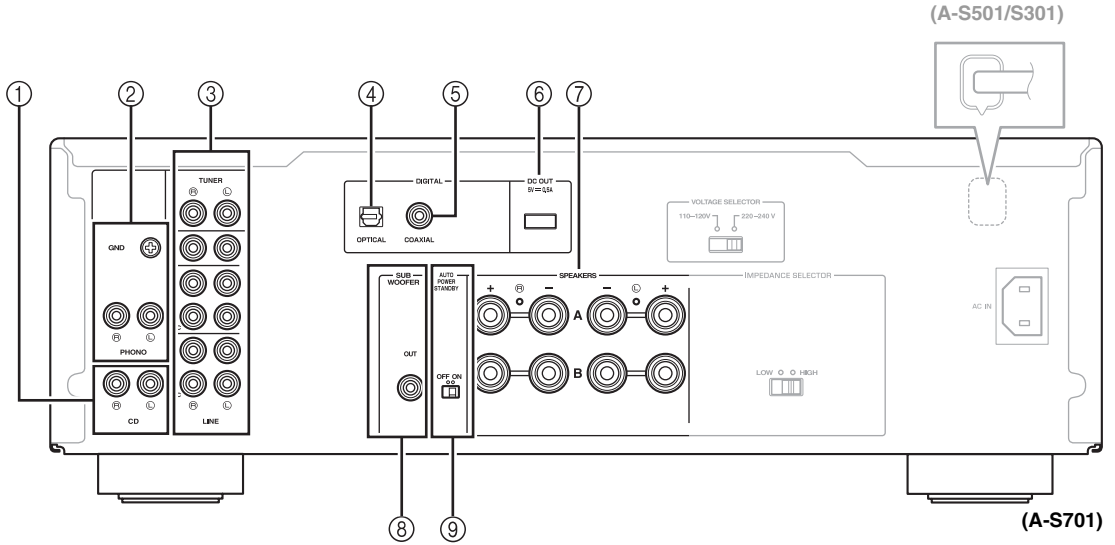 (A-S501/S301)
① ② ③ ④ ⑤ ⑥ ⑦
TUNER
R L
DIGITAL
DC OUT
5V 0,5A
OPTICAL COAXIAL
VOLTAGE SELECTOR
110–120V 220–240 V
GND
R L
PHONO
R L
CD
R L
LINE
SUB
WOOFER
OUT
AUTO
POWER
STANDBY
OFF ON
SPEAKERS
+ R – – L +
A
B
IMPEDANCE SELECTOR
LOW HIGH
AC IN
⑧ ⑨
(A-S701)